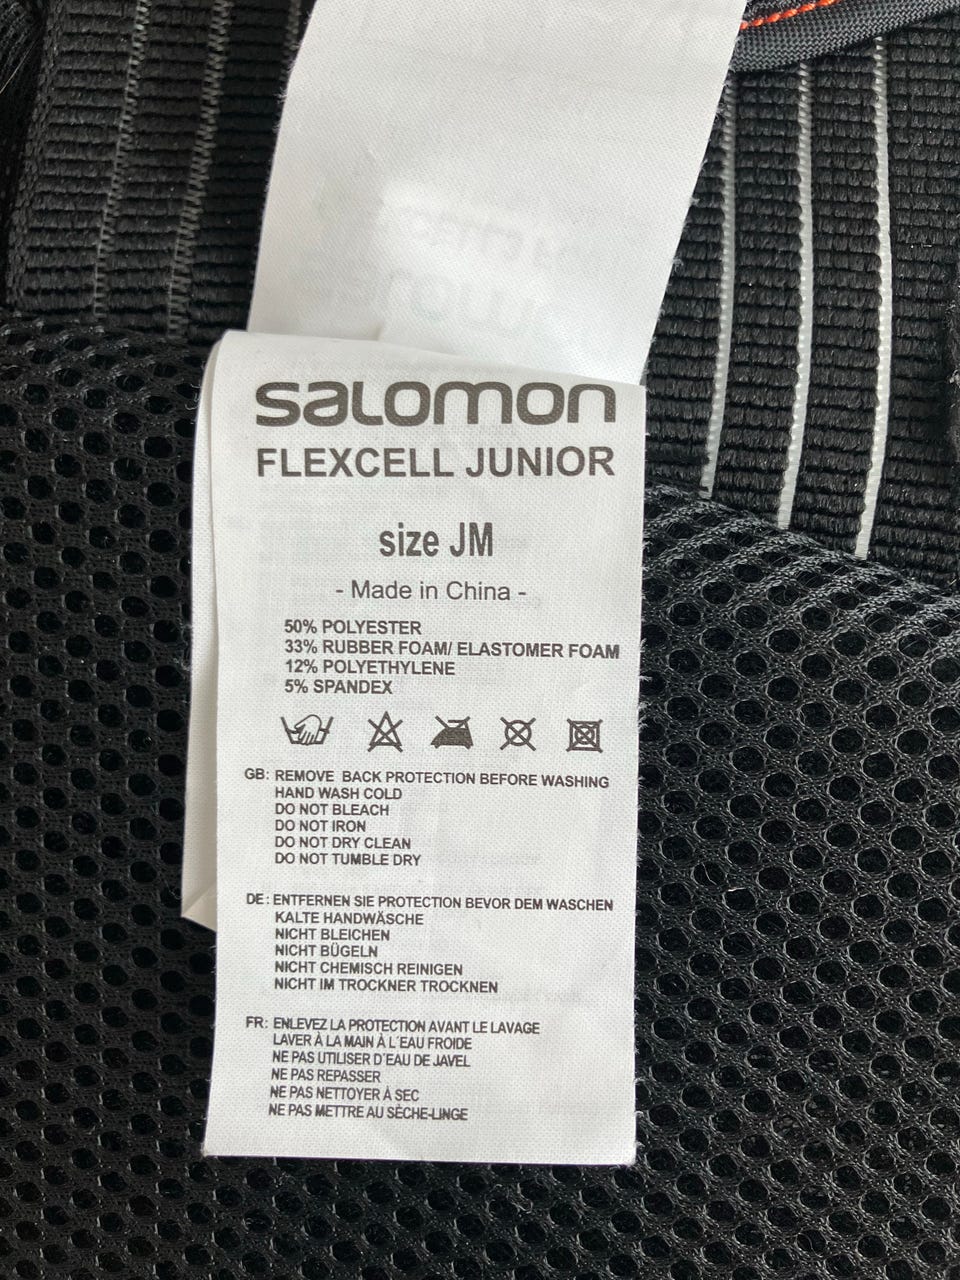 salomon
FLEXCELL JUNIOR
size JM
- Made in China -
50% POLYESTER
33% RUBBER FOAM/ ELASTOMER FOAM
12% POLYETHYLENE
5% SPANDEX
GB: REMOVE BACK PROTECTION BEFORE WASHING
HAND WASH COLD
DO NOT BLEACH
DO NOT IRON
DO NOT DRY CLEAN
DO NOT TUMBLE DRY
DE: ENTFERNEN SIE PROTECTION BEVOR DEM WASCHEN
KALTE HANDWÄSCHE
NICHT BLEICHEN
NICHT BÜGELN
NICHT CHEMISCH REINIGEN
NICHT IM TROCKNER TROCKNEN
FR: ENLEVEZ LA PROTECTION AVANT LE LAVAGE
LAVER À LA MAIN À L´EAU FROIDE
NE PAS UTILISER D´EAU DE JAVEL
NE PAS REPASSER
NE PAS NETTOYER À SEC
NE PAS METTRE AU SÈCHE-LINGE